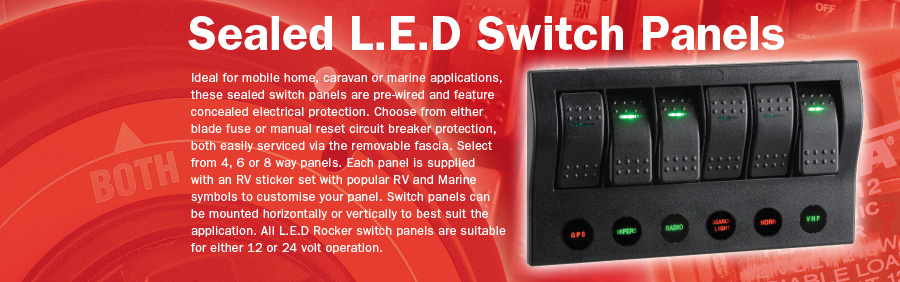 Sealed L.E.D Switch Panels
Ideal for mobile home, caravan or marine applications,
these sealed switch panels are pre-wired and feature
concealed electrical protection. Choose from either
blade fuse or manual reset circuit breaker protection,
both easily serviced via the removable fascia. Select
from 4, 6 or 8 way panels. Each panel is supplied
with an RV sticker set with popular RV and Marine
symbols to customise your panel. Switch panels can
be mounted horizontally or vertically to best suit the
application. All L.E.D Rocker switch panels are suitable
for either 12 or 24 volt operation.
BOTH
OFF
GPS
WIPERS
RADIO
SEARCH
LIGHT
HORN
VHF